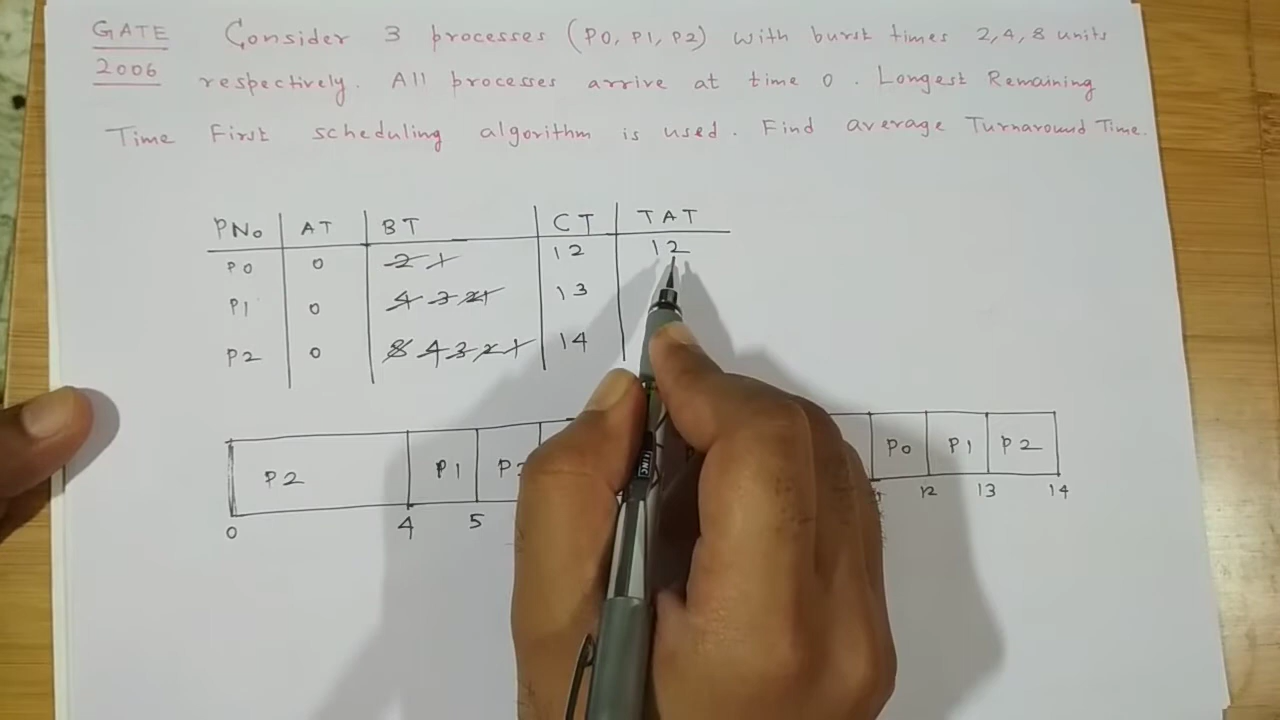 GATE Consider 3 processes (P0, P1, P2) with burst times 2, 4, 8 units
2006 respectively. All processes arrive at time 0. Longest Remaining
Time First scheduling algorithm is used. Find average Turnaround Time.
PNo AT BT CT TAT
P0 0 2 1 12 12
P1 0 4 3 2 1 13
P2 0 8 4 3 2 1 14
P2 P1 P0 P1 P2
0 4 5 12 13 14
LINC